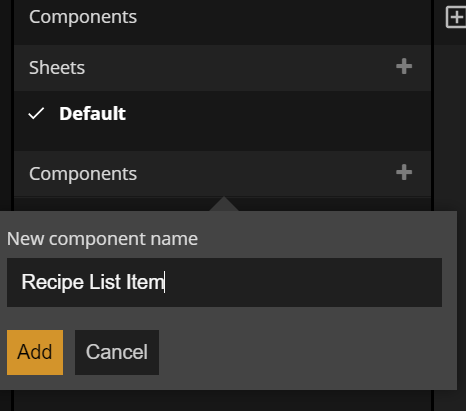 Components
Sheets
Default
Components
New component name
Recipe List Item
Add
Cancel